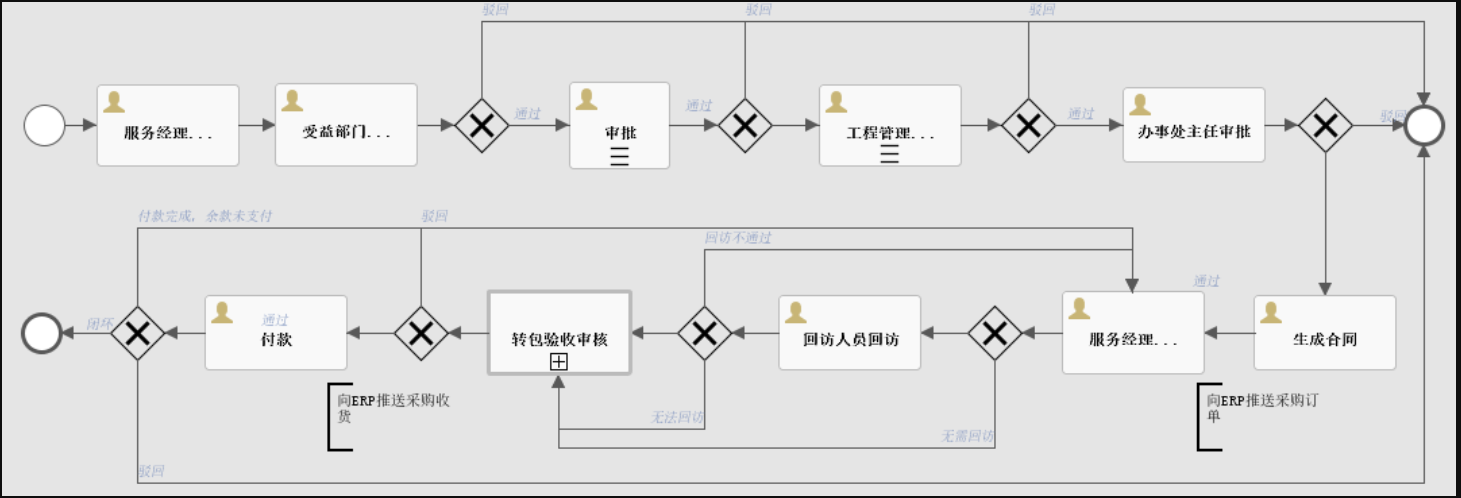 驳回
驳回
驳回
通过
通过
通过
驳回
服务经理...
受益部门...
审批
工程管理...
办事处主任审批
付款完成，余款未支付
驳回
回访不通过
通过
闭环
通过
付款
转包验收审核
回访人员回访
服务经理...
生成合同
向ERP推送采购收
货
无法回访
无需回访
向ERP推送采购订
单
驳回